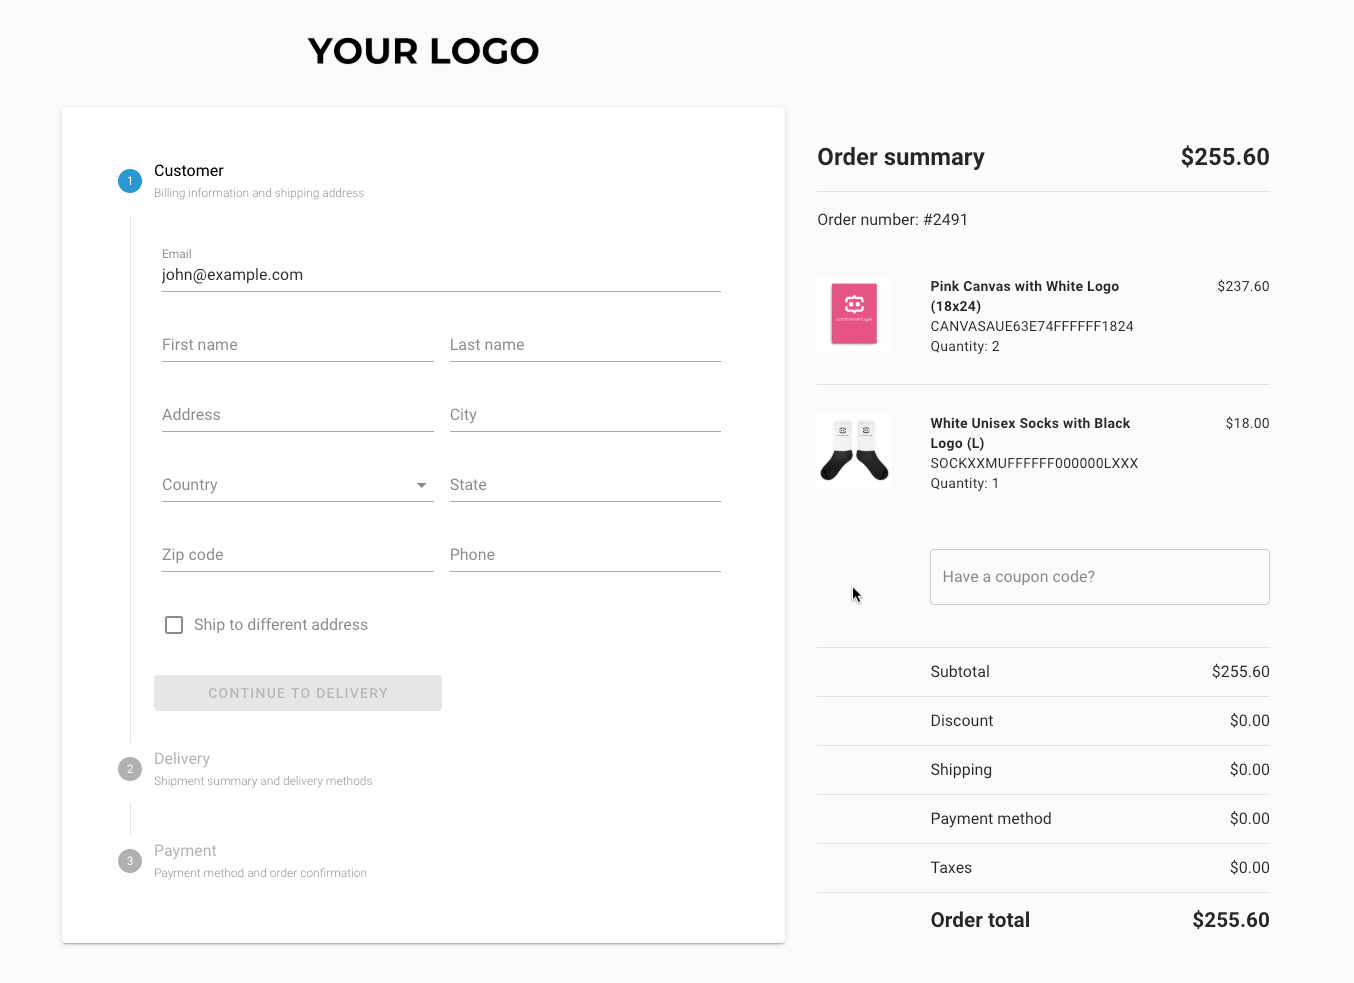 YOUR LOGO
1
Customer
Billing information and shipping address
Email
john@example.com
First name
Last name
Address
City
Country
State
Zip code
Phone
Ship to different address
CONTINUE TO DELIVERY
2
Delivery
Shipment summary and delivery methods
3
Payment
Payment method and order confirmation
Order summary $255.60
Order number: #2491
Pink Canvas with White Logo $237.60
(18x24)
CANVASAUE63E74FFFFFF1824
Quantity: 2
commerce layer
White Unisex Socks with Black $18.00
Logo (L)
SOCKXXMUFFFFFF000000LXXX
Quantity: 1
Have a coupon code?
Subtotal $255.60
Discount $0.00
Shipping $0.00
Payment method $0.00
Taxes $0.00
Order total $255.60